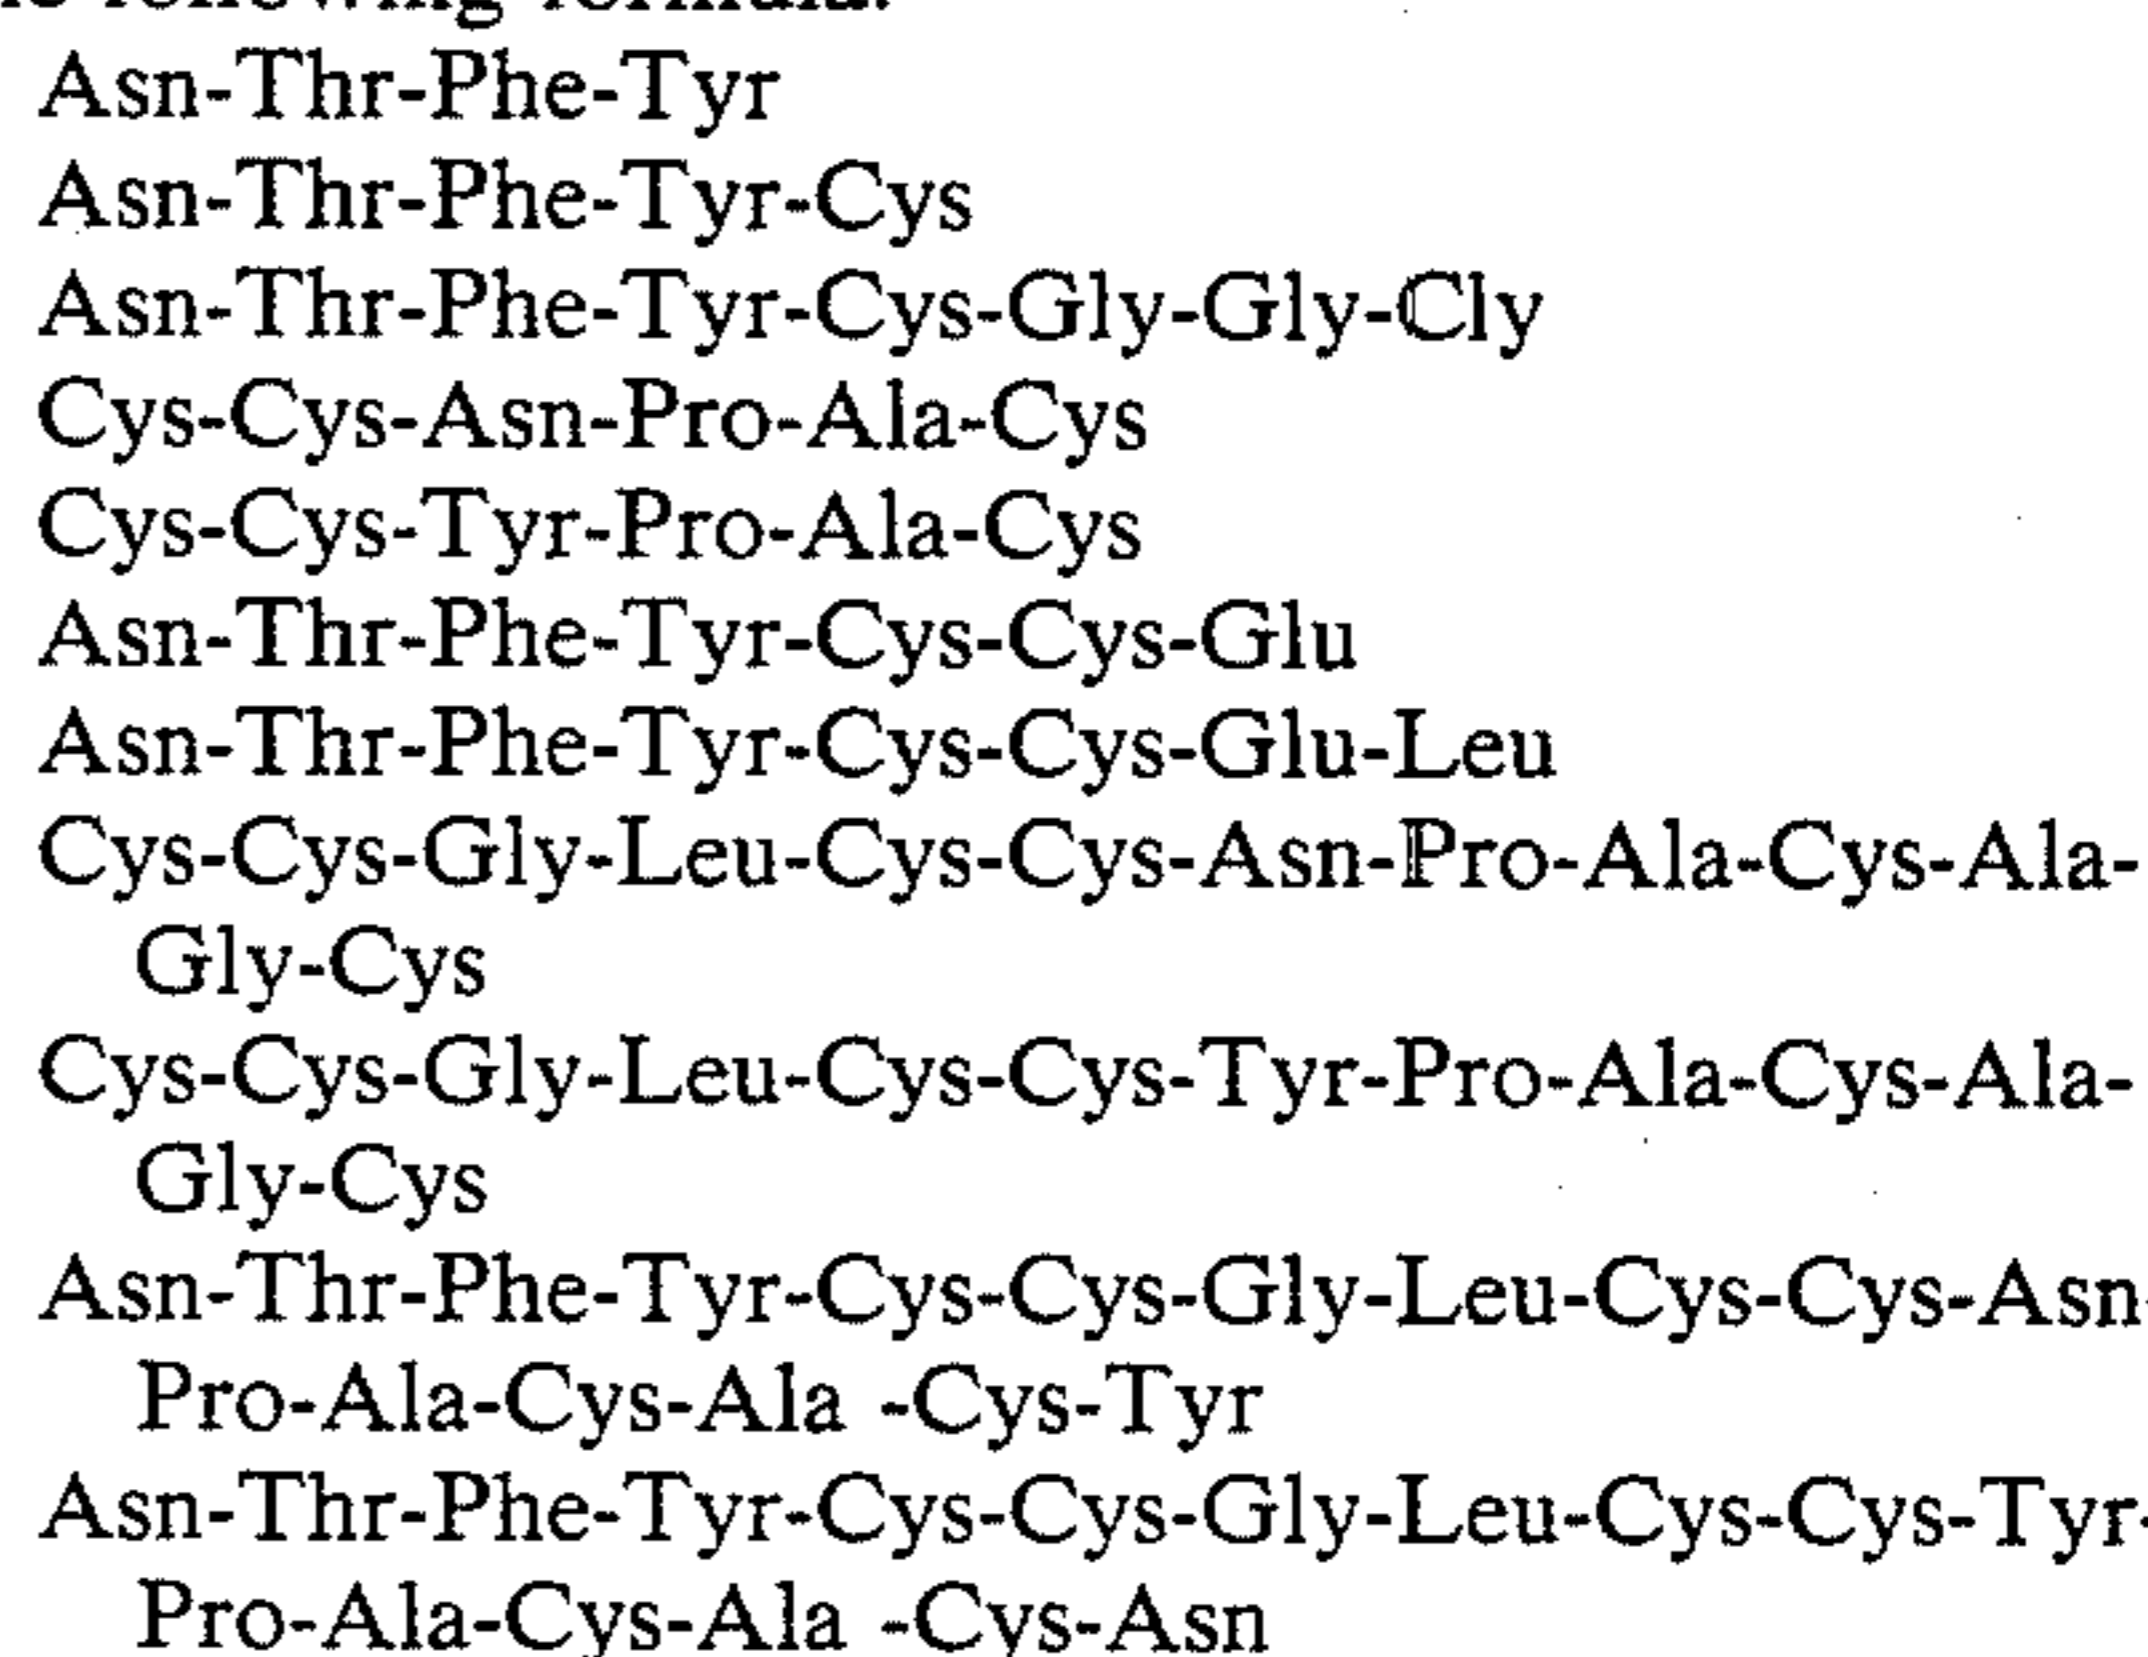 following formula:
Asn-Thr-Phe-Tyr
Asn-Thr-Phe-Tyr-Cys
Asn-Thr-Phe-Tyr-Cys-Gly-Gly-Cly
Cys-Cys-Asn-Pro-Ala-Cys
Cys-Cys-Tyr-Pro-Ala-Cys
Asn-Thr-Phe-Tyr-Cys-Cys-Glu
Asn-Thr-Phe-Tyr-Cys-Cys-Glu-Leu
Cys-Cys-Gly-Leu-Cys-Cys-Asn-Pro-Ala-Cys-Ala-
Gly-Cys
Cys-Cys-Gly-Leu-Cys-Cys-Tyr-Pro-Ala-Cys-Ala-
Gly-Cys
Asn-Thr-Phe-Tyr-Cys-Cys-Gly-Leu-Cys-Cys-Asn-
Pro-Ala-Cys-Ala -Cys-Tyr
Asn-Thr-Phe-Tyr-Cys-Cys-Gly-Leu-Cys-Cys-Tyr-
Pro-Ala-Cys-Ala -Cys-Asn